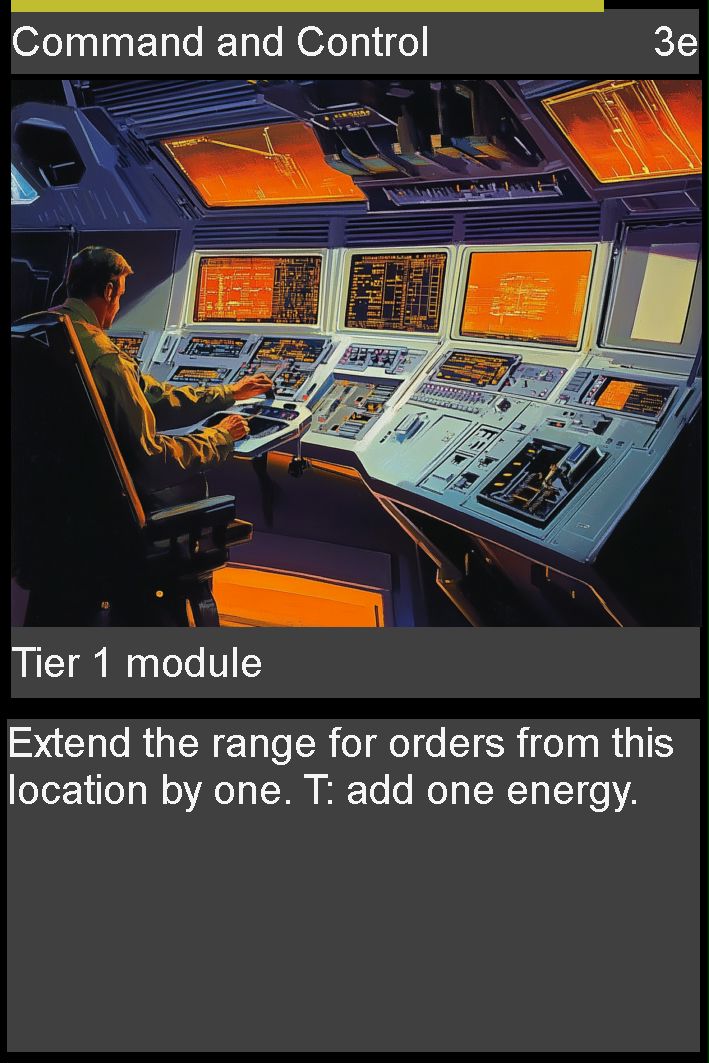 Command and Control 3e
Tier 1 module
Extend the range for orders from this
location by one. T: add one energy.